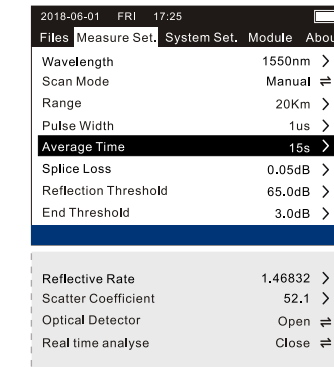 2018-06-01 FRI 17:25
Files Measure Set. System Set. Module Abou
Wavelength 1550nm >
Scan Mode Manual ⇌
Range 20Km >
Pulse Width 1us >
Average Time 15s >
Splice Loss 0.05dB >
Reflection Threshold 65.0dB >
End Threshold 3.0dB >
Reflective Rate 1.46832 >
Scatter Coefficient 52.1 >
Optical Detector Open ⇌
Real time analyse Close ⇌